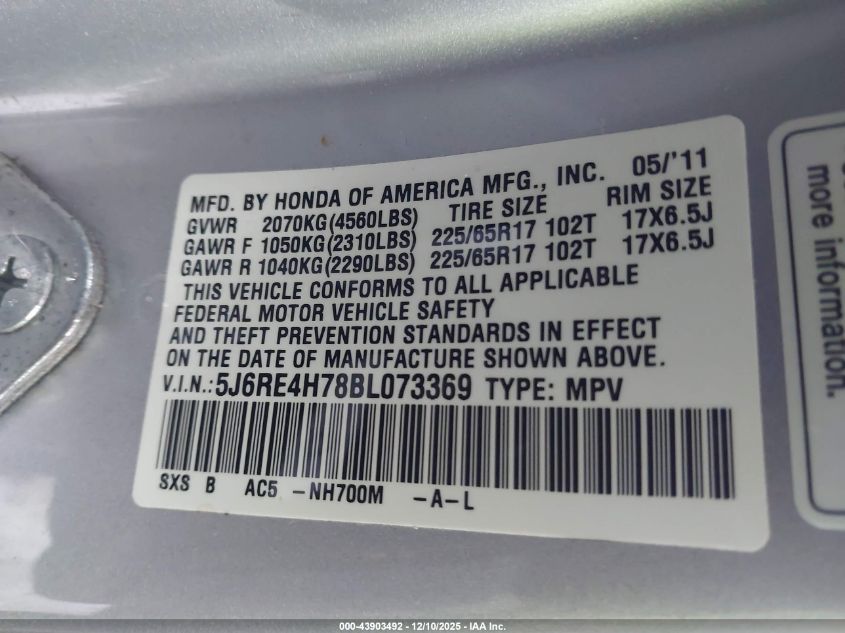 MFD. BY HONDA OF AMERICA MFG., INC. 05/'11
GVWR 2070KG(4560LBS) TIRE SIZE RIM SIZE
GAWR F 1050KG(2310LBS) 225/65R17 102T 17X6.5J
GAWR R 1040KG(2290LBS) 225/65R17 102T 17X6.5J
THIS VEHICLE CONFORMS TO ALL APPLICABLE
FEDERAL MOTOR VEHICLE SAFETY
AND THEFT PREVENTION STANDARDS IN EFFECT
ON THE DATE OF MANUFACTURE SHOWN ABOVE.
V.I.N.:5J6RE4H78BL073369 TYPE: MPV
SXS B AC5 -NH700M -A-L
more information.
000-43903492 - 12/10/2025 - IAA Inc.